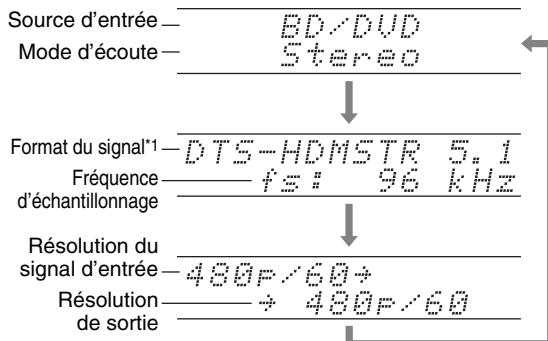 Source d'entrée
BD/DVD
Mode d'écoute
Stereo
Format du signal*1
DTS-HDMSTR 5.1
Fréquence
d'échantillonnage
fs: 96 kHz
Résolution du
signal d'entrée
480p/60→
Résolution
de sortie
→ 480p/60